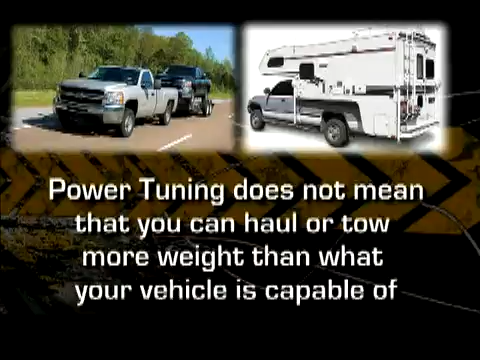 Power Tuning does not mean
that you can haul or tow
more weight than what
your vehicle is capable of